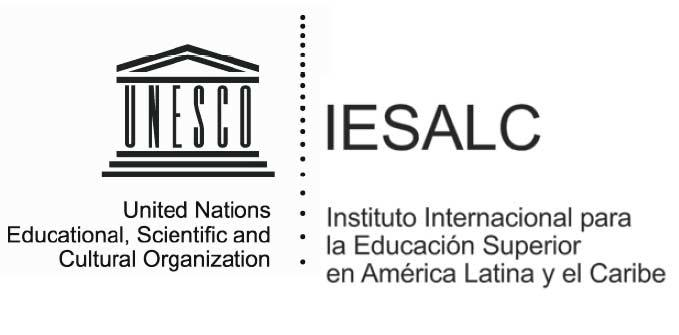 UNESCO
United Nations
Educational, Scientific and
Cultural Organization
IESALC
Instituto Internacional para
la Educación Superior
en América Latina y el Caribe